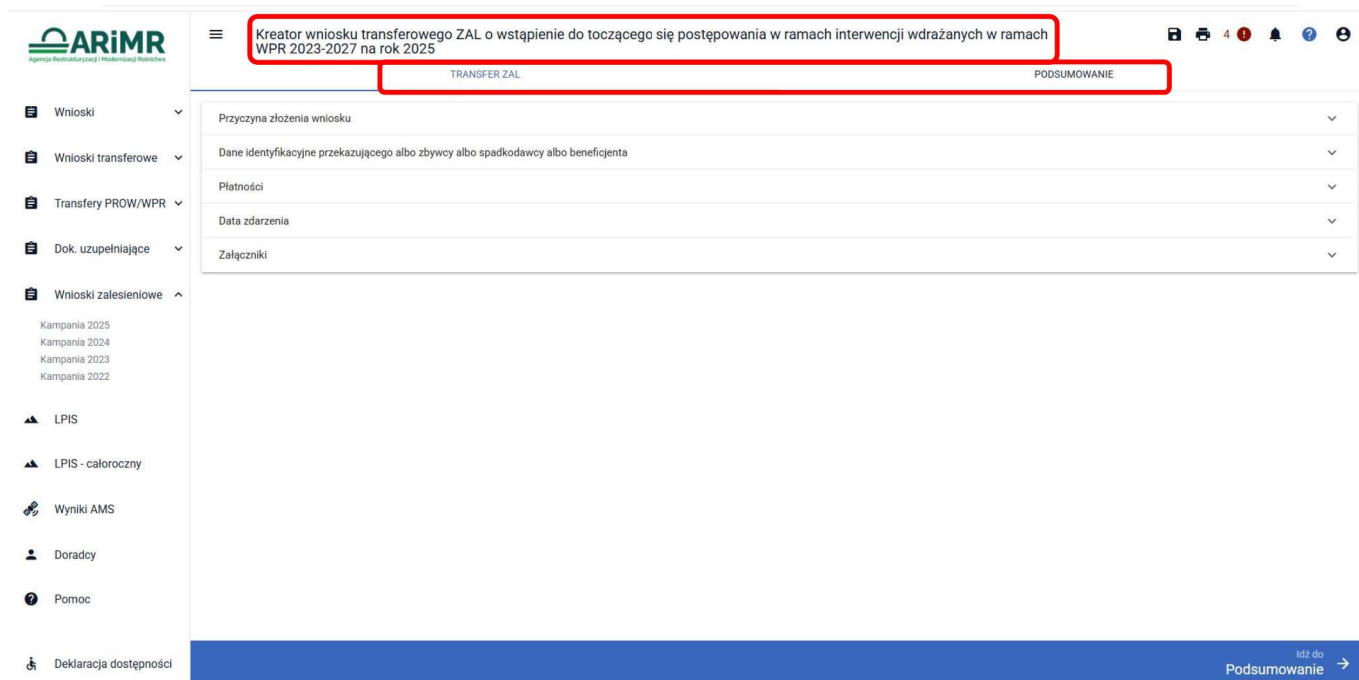 ARiMR
Agencja Restrukturyzacji i Modernizacji Rolnictwa
Kreator wniosku transferowego ZAL o wstąpienie do toczącego się postępowania w ramach interwencji wdrażanych w ramach
WPR 2023-2027 na rok 2025
4
TRANSFER ZAL
PODSUMOWANIE
Wnioski
Wnioski transferowe
Transfery PROW/WPR
Dok. uzupełniające
Wnioski zalesieniowe
Kampania 2025
Kampania 2024
Kampania 2023
Kampania 2022
LPIS
LPIS - całoroczny
Wyniki AMS
Doradcy
Pomoc
Deklaracja dostępności
Przyczyna złożenia wniosku
Dane identyfikacyjne przekazującego albo zbywcy albo spadkodawcy albo beneficjenta
Płatności
Data zdarzenia
Załączniki
Idź do
Podsumowanie